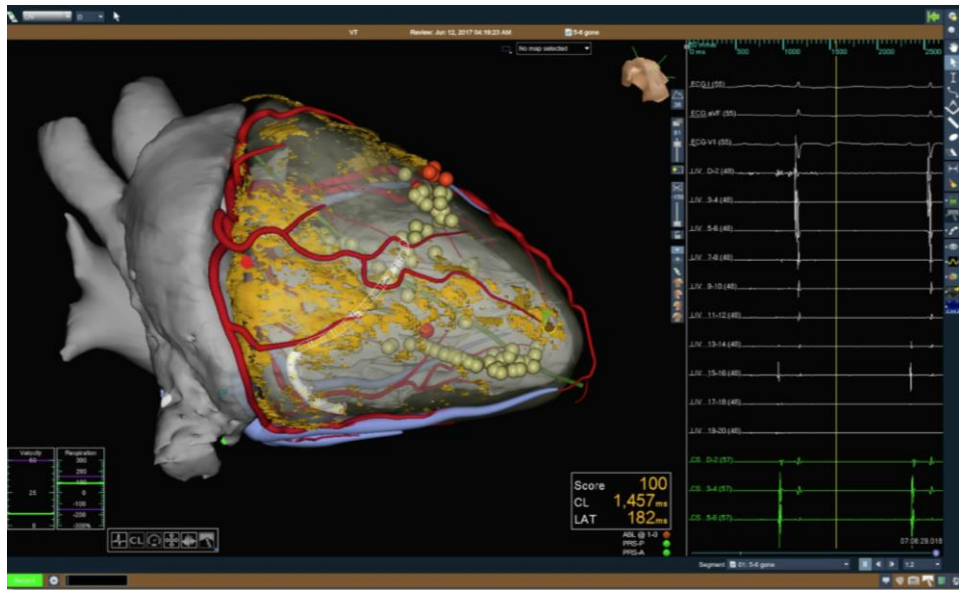 VT
Review: Jun 12, 2017 04:19:23 AM
5-6 gone
No map selected
0 ms
500
1000
1500
2000
2500
ECG I (55)
ECG aVF (55)
ECG V1 (55)
LIV D-2 (48)
LIV 3-4 (48)
LIV 5-6 (48)
LIV 7-8 (48)
LIV 9-10 (48)
LIV 11-12 (48)
LIV 13-14 (48)
LIV 15-16 (48)
LIV 17-18 (48)
LIV 19-20 (48)
CS D-2 (57)
CS 3-4 (57)
CS 5-6 (57)
Velocity
Respiration
50
25
0
300
200
100
0
-100
-200
-300%
CL
Score 100
CL 1,457 ms
LAT 182 ms
ABL @ 1-0
PRS-P
PRS-A
07:06:29.018
Segment
01: 5-6 gone
1:2